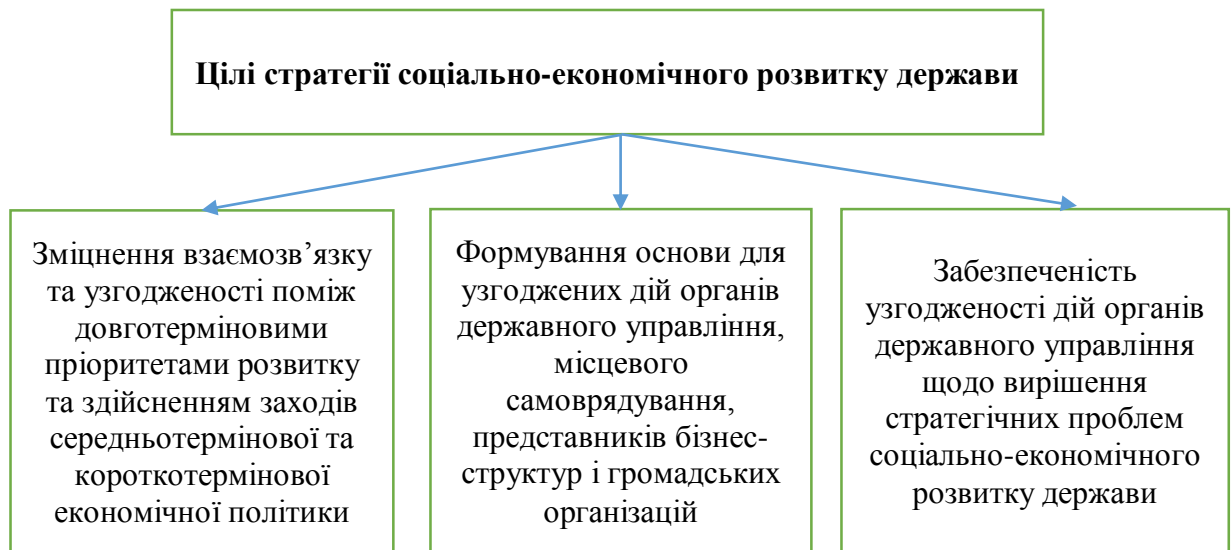 Цілі стратегії соціально-економічного розвитку держави
Зміцнення взаємозв’язку
та узгодженості поміж
довготерміновими
пріоритетами розвитку
та здійсненням заходів
середньотермінової та
короткотермінової
економічної політики
Формування основи для
узгоджених дій органів
державного управління,
місцевого
самоврядування,
представників бізнес-
структур і громадських
організацій
Забезпеченість
узгодженості дій органів
державного управління
щодо вирішення
стратегічних проблем
соціально-економічного
розвитку держави